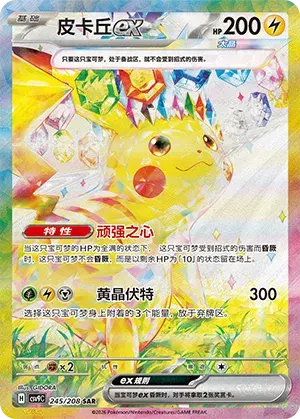 基础
皮卡丘ex
HP 200
太晶
只要这只宝可梦,处于备战区,就不会受到招式的伤害。
特性 顽强之心
当这只宝可梦的HP为全满的状态下,这只宝可梦受到招式的伤害而昏厥
时,这只宝可梦不会昏厥,而是以剩余HP为「10」的状态留在场上。
黄晶伏特 300
选择这只宝可梦身上附着的3个能量,放于弃牌区。
×2
ex规则
当宝可梦ex昏厥时,对手将拿取2张奖赏卡。
Illus. GIDORA
H CSV9C 245/208 SAR
©2026 Pokémon/Nintendo/Creatures/GAME FREAK